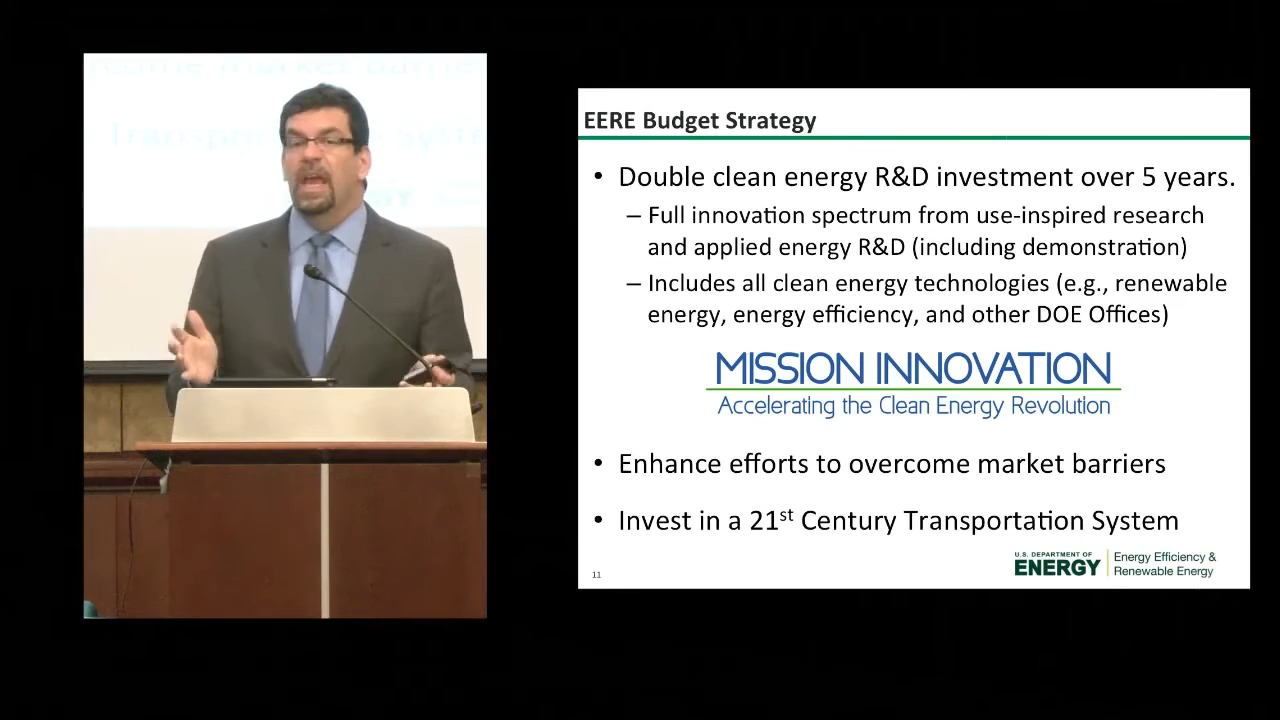 EERE Budget Strategy
• Double clean energy R&D investment over 5 years.
– Full innovation spectrum from use-inspired research
and applied energy R&D (including demonstration)
– Includes all clean energy technologies (e.g., renewable
energy, energy efficiency, and other DOE Offices)
MISSION INNOVATION
Accelerating the Clean Energy Revolution
• Enhance efforts to overcome market barriers
• Invest in a 21st Century Transportation System
11
U.S. DEPARTMENT OF
ENERGY
Energy Efficiency &
Renewable Energy